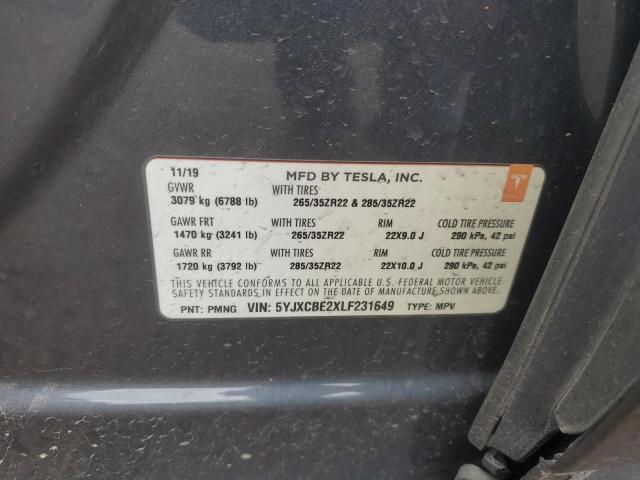 11/19 MFD BY TESLA, INC.
GVWR WITH TIRES
3079 kg (6788 lb) 265/35ZR22 & 285/35ZR22
GAWR FRT WITH TIRES RIM COLD TIRE PRESSURE
1470 kg (3241 lb) 265/35ZR22 22X9.0 J 290 kPa, 42 psi
GAWR RR WITH TIRES RIM COLD TIRE PRESSURE
1720 kg (3792 lb) 285/35ZR22 22X10.0 J 290 kPa, 42 psi
THIS VEHICLE CONFORMS TO ALL APPLICABLE U.S. FEDERAL MOTOR VEHICLE
SAFETY STANDARDS IN EFFECT ON THE DATE OF MANUFACTURE SHOWN ABOVE.
PNT: PMNG VIN: 5YJXCBE2XLF231649 TYPE: MPV